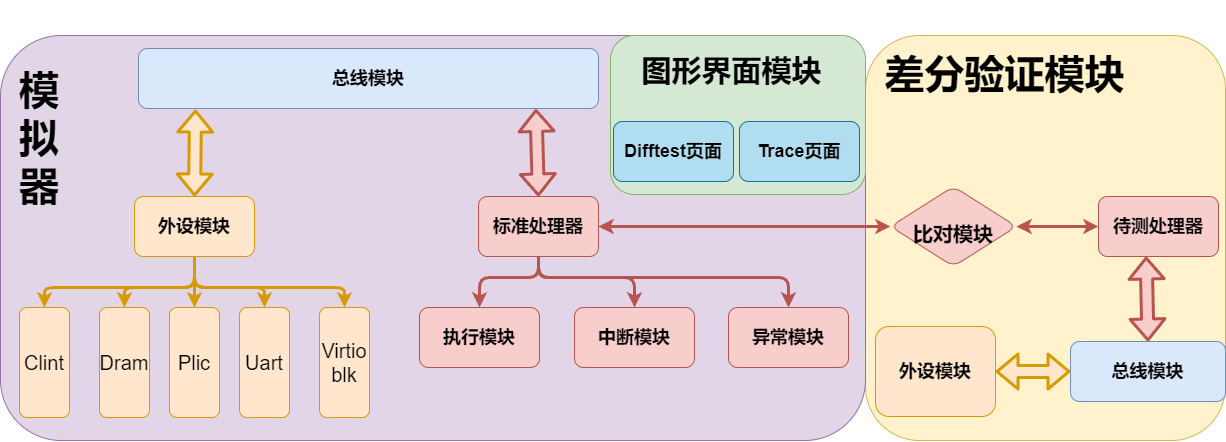 模
拟
器
总线模块
图形界面模块
差分验证模块
Difftest页面
Trace页面
外设模块
标准处理器
比对模块
待测处理器
Clint
Dram
Plic
Uart
Virtio
blk
执行模块
中断模块
异常模块
外设模块
总线模块